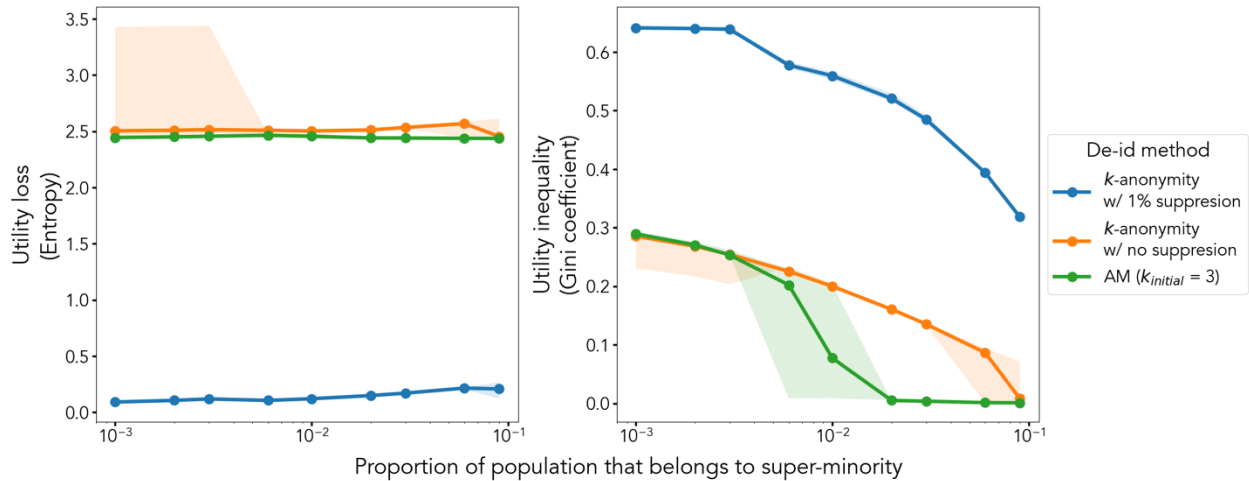 Utility loss
(Entropy)
3.5
3.0
2.5
2.0
1.5
1.0
0.5
0.0
10⁻³
10⁻²
10⁻¹
Utility inequality
(Gini coefficient)
0.6
0.5
0.4
0.3
0.2
0.1
0.0
10⁻³
10⁻²
10⁻¹
Proportion of population that belongs to super-minority
De-id method
k-anonymity
w/ 1% suppresion
k-anonymity
w/ no suppresion
AM (k_initial = 3)